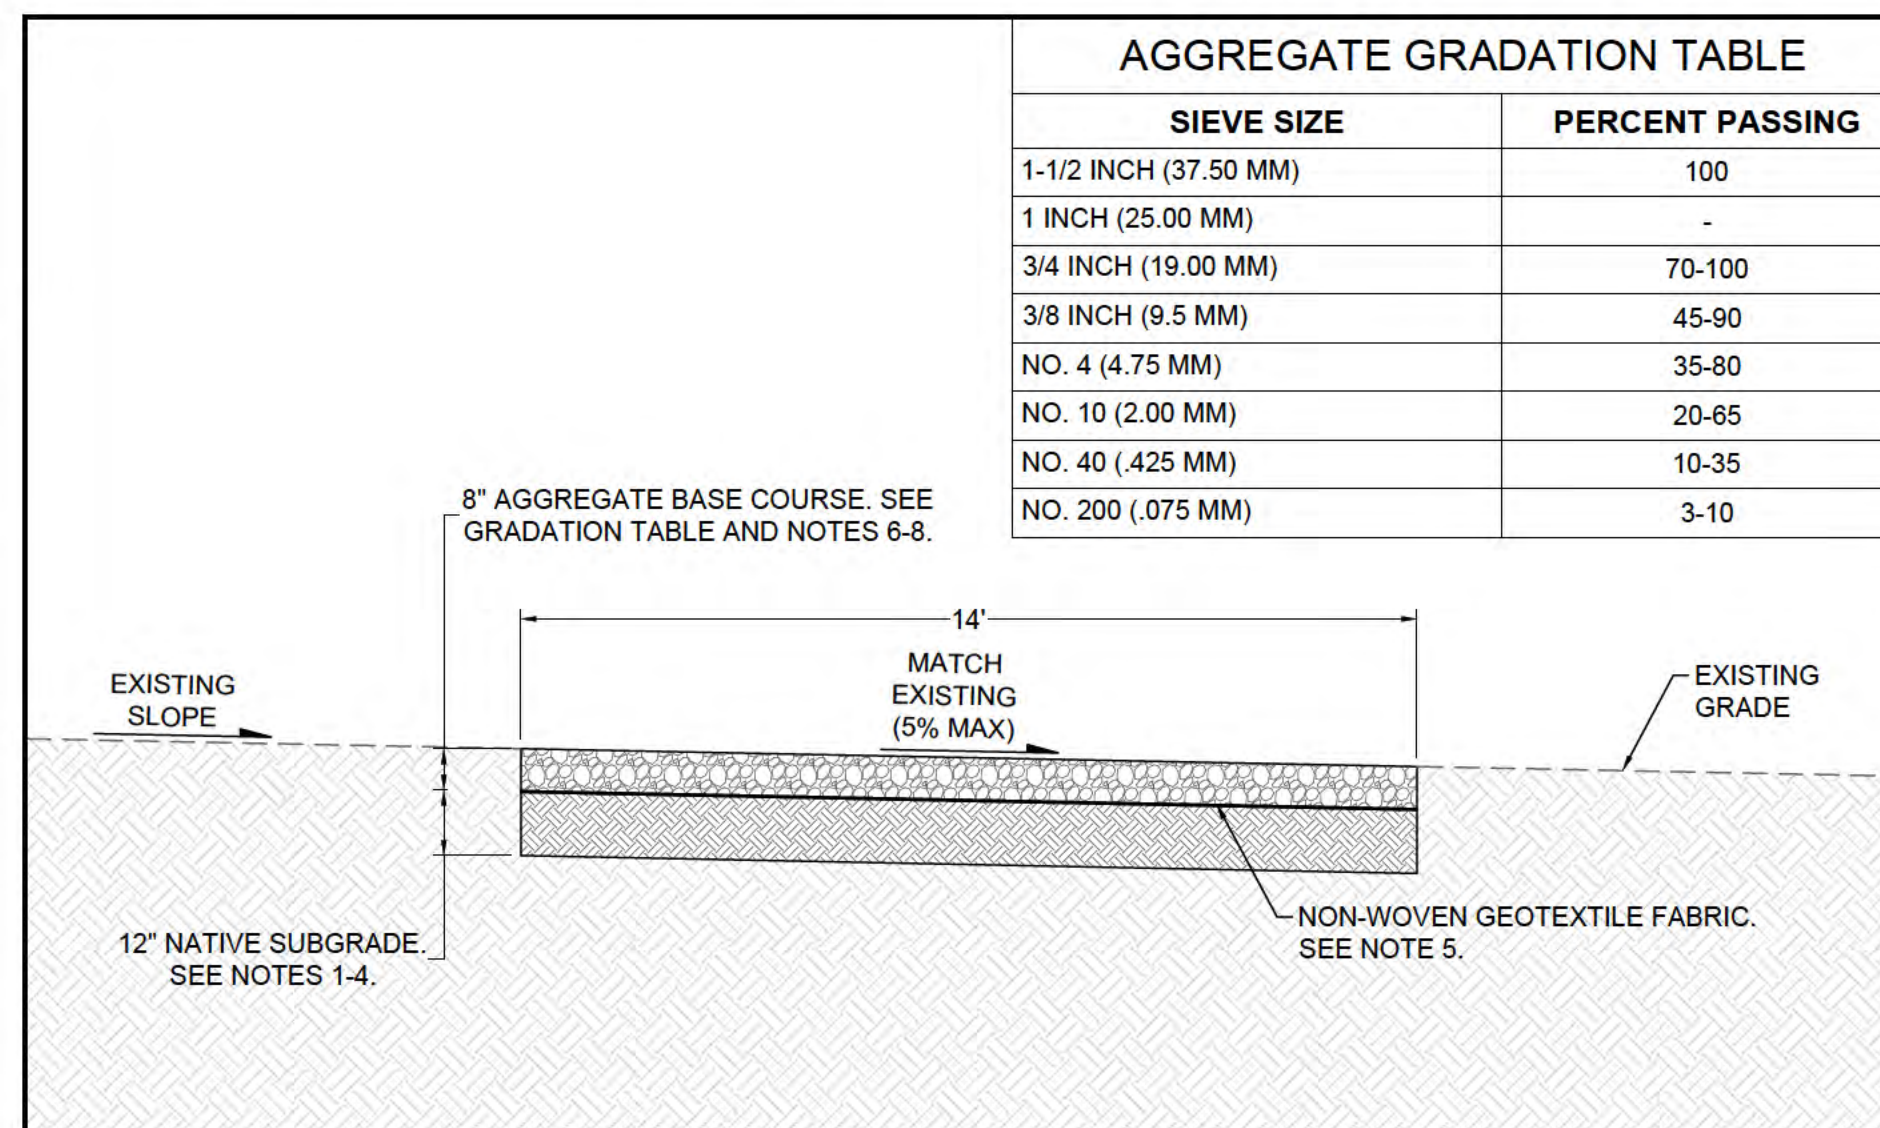 AGGREGATE GRADATION TABLE
SIEVE SIZE PERCENT PASSING
1-1/2 INCH (37.50 MM) 100
1 INCH (25.00 MM) -
3/4 INCH (19.00 MM) 70-100
3/8 INCH (9.5 MM) 45-90
NO. 4 (4.75 MM) 35-80
NO. 10 (2.00 MM) 20-65
NO. 40 (.425 MM) 10-35
NO. 200 (.075 MM) 3-10
8" AGGREGATE BASE COURSE. SEE
GRADATION TABLE AND NOTES 6-8.
14'
MATCH
EXISTING
(5% MAX)
EXISTING
SLOPE
EXISTING
GRADE
12" NATIVE SUBGRADE.
SEE NOTES 1-4.
NON-WOVEN GEOTEXTILE FABRIC.
SEE NOTE 5.